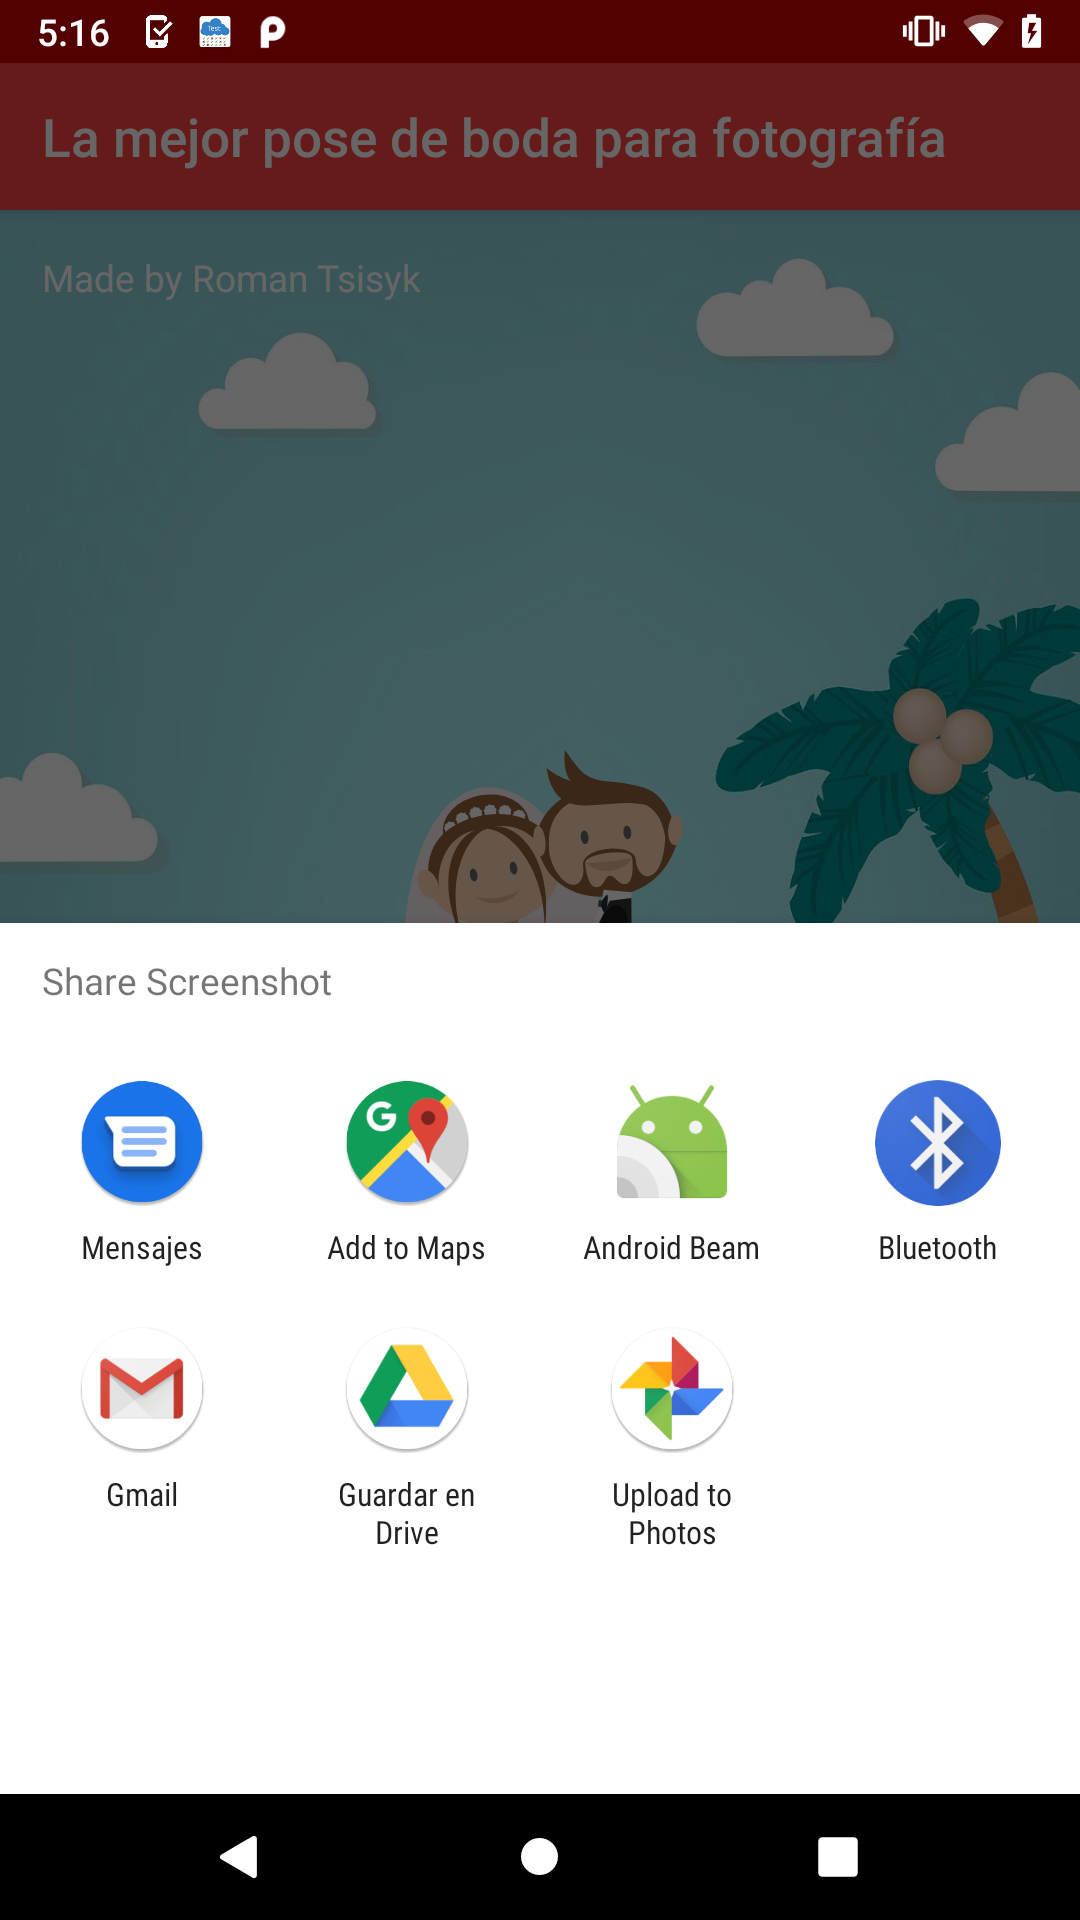 5:16
La mejor pose de boda para fotografía
Made by Roman Tsisyk
Share Screenshot
Mensajes
Add to Maps
Android Beam
Bluetooth
Gmail
Guardar en
Drive
Upload to
Photos